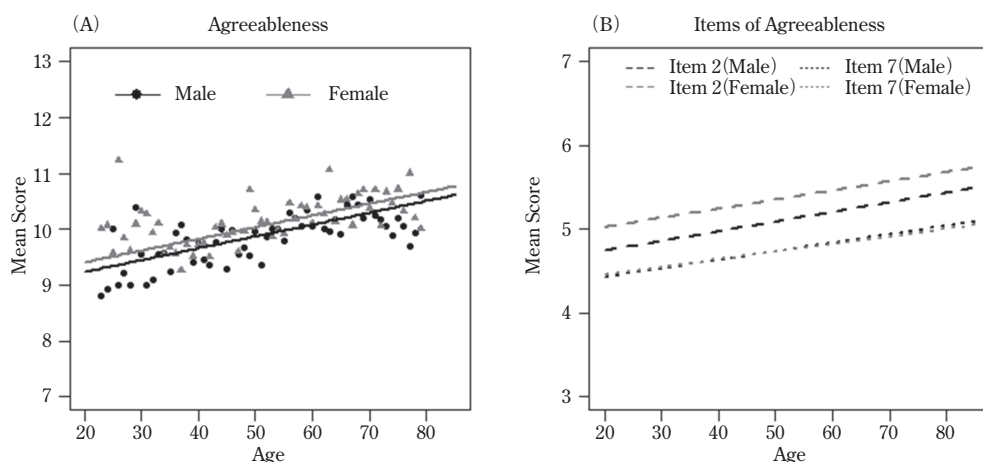 (A) Agreeableness
13
12
11
10
9
8
7
Mean Score
Male Female
20 30 40 50 60 70 80
Age
(B) Items of Agreeableness
7
6
5
4
3
Mean Score
Item 2(Male) Item 7(Male)
Item 2(Female) Item 7(Female)
20 30 40 50 60 70 80
Age